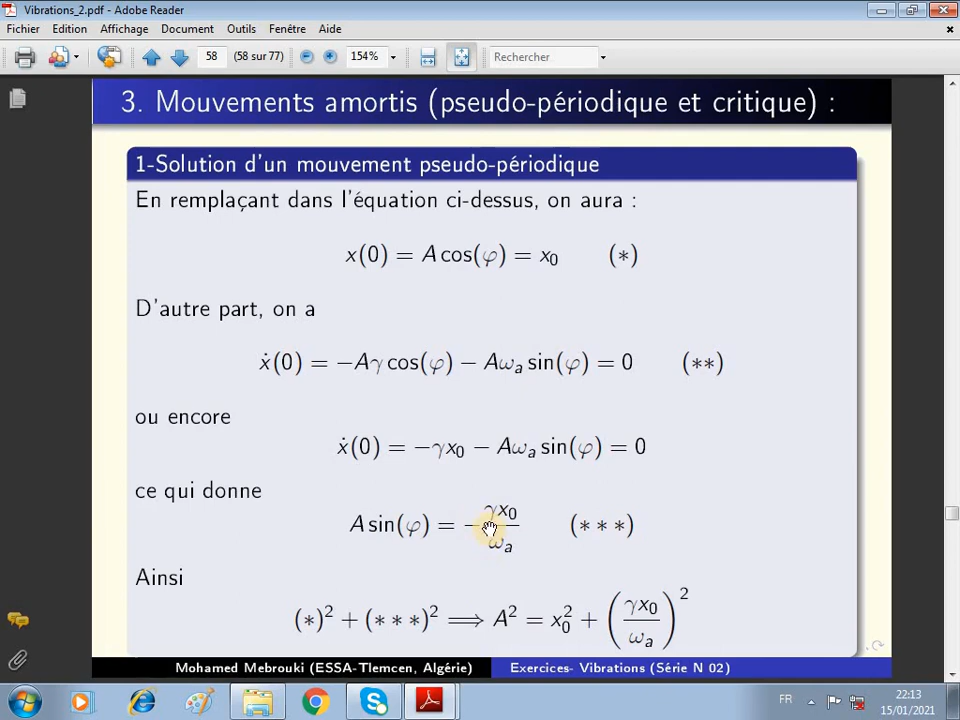 Vibrations_2.pdf - Adobe Reader
Fichier Edition Affichage Document Outils Fenêtre Aide
58 (58 sur 77) 154% Rechercher
3. Mouvements amortis (pseudo-périodique et critique) :
1-Solution d'un mouvement pseudo-périodique
En remplaçant dans l'équation ci-dessus, on aura :
x(0) = A cos(φ) = x₀ (∗)
D'autre part, on a
ẋ(0) = −Aγ cos(φ) − Aωₐ sin(φ) = 0 (∗∗)
ou encore
ẋ(0) = −γx₀ − Aωₐ sin(φ) = 0
ce qui donne
A sin(φ) = −γx₀/ωₐ (∗ ∗ ∗)
Ainsi
(∗)² + (∗ ∗ ∗)² ⟹ A² = x₀² + (γx₀/ωₐ)²
Mohamed Mebrouki (ESSA-Tlemcen, Algérie) Exercices- Vibrations (Série N 02)
FR 22:13
15/01/2021